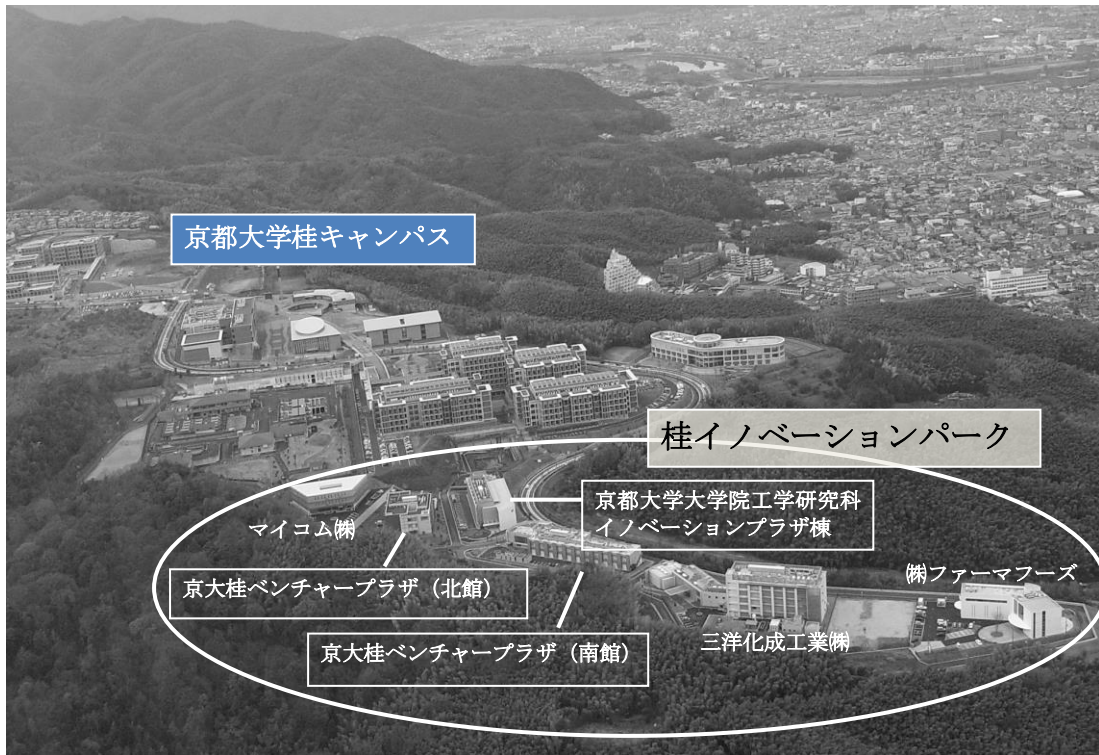 京都大学桂キャンパス
桂イノベーションパーク
京都大学大学院工学研究科
イノベーションプラザ棟
マイコム㈱
㈱ファーマフーズ
京大桂ベンチャープラザ（北館）
三洋化成工業㈱
京大桂ベンチャープラザ（南館）